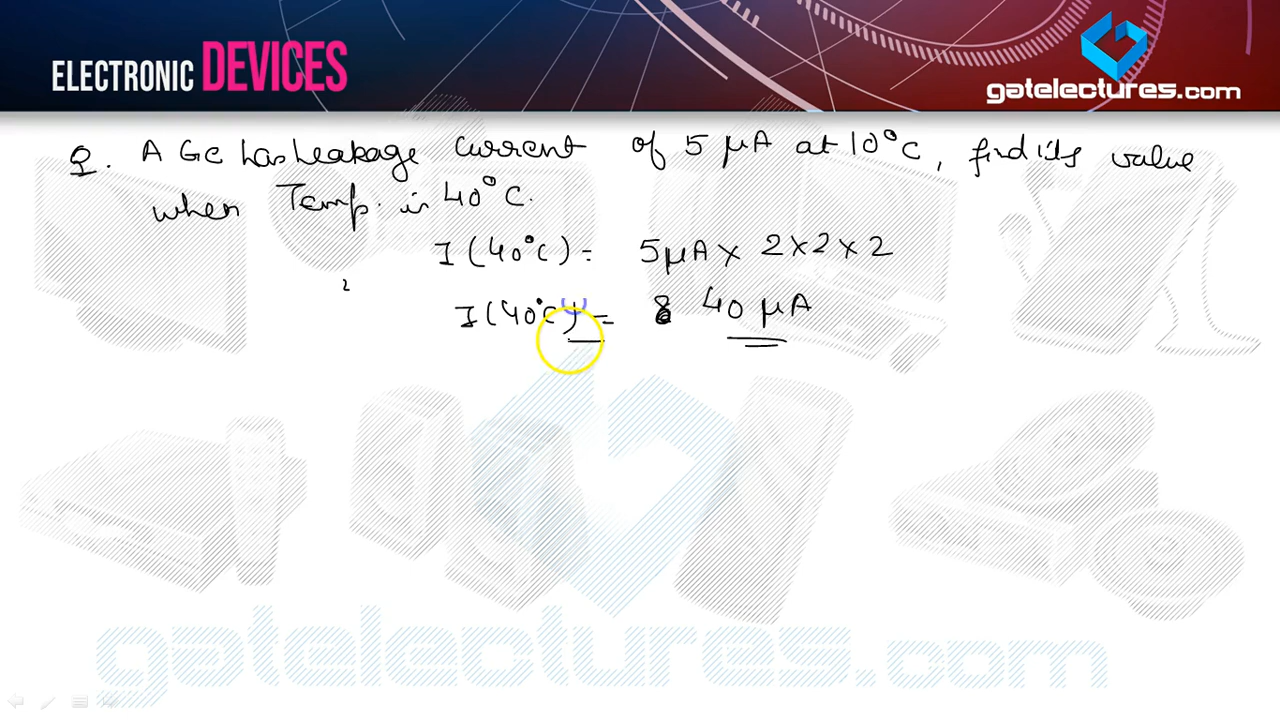 ELECTRONIC DEVICES
gatelectures.com
Q. A Ge has leakage current of 5 μA at 10°C, find its value
when Temp. is 40°C.
I(40°C) = 5μA × 2×2×2
2
I(40°C) = 40 μA
gatelectures.com